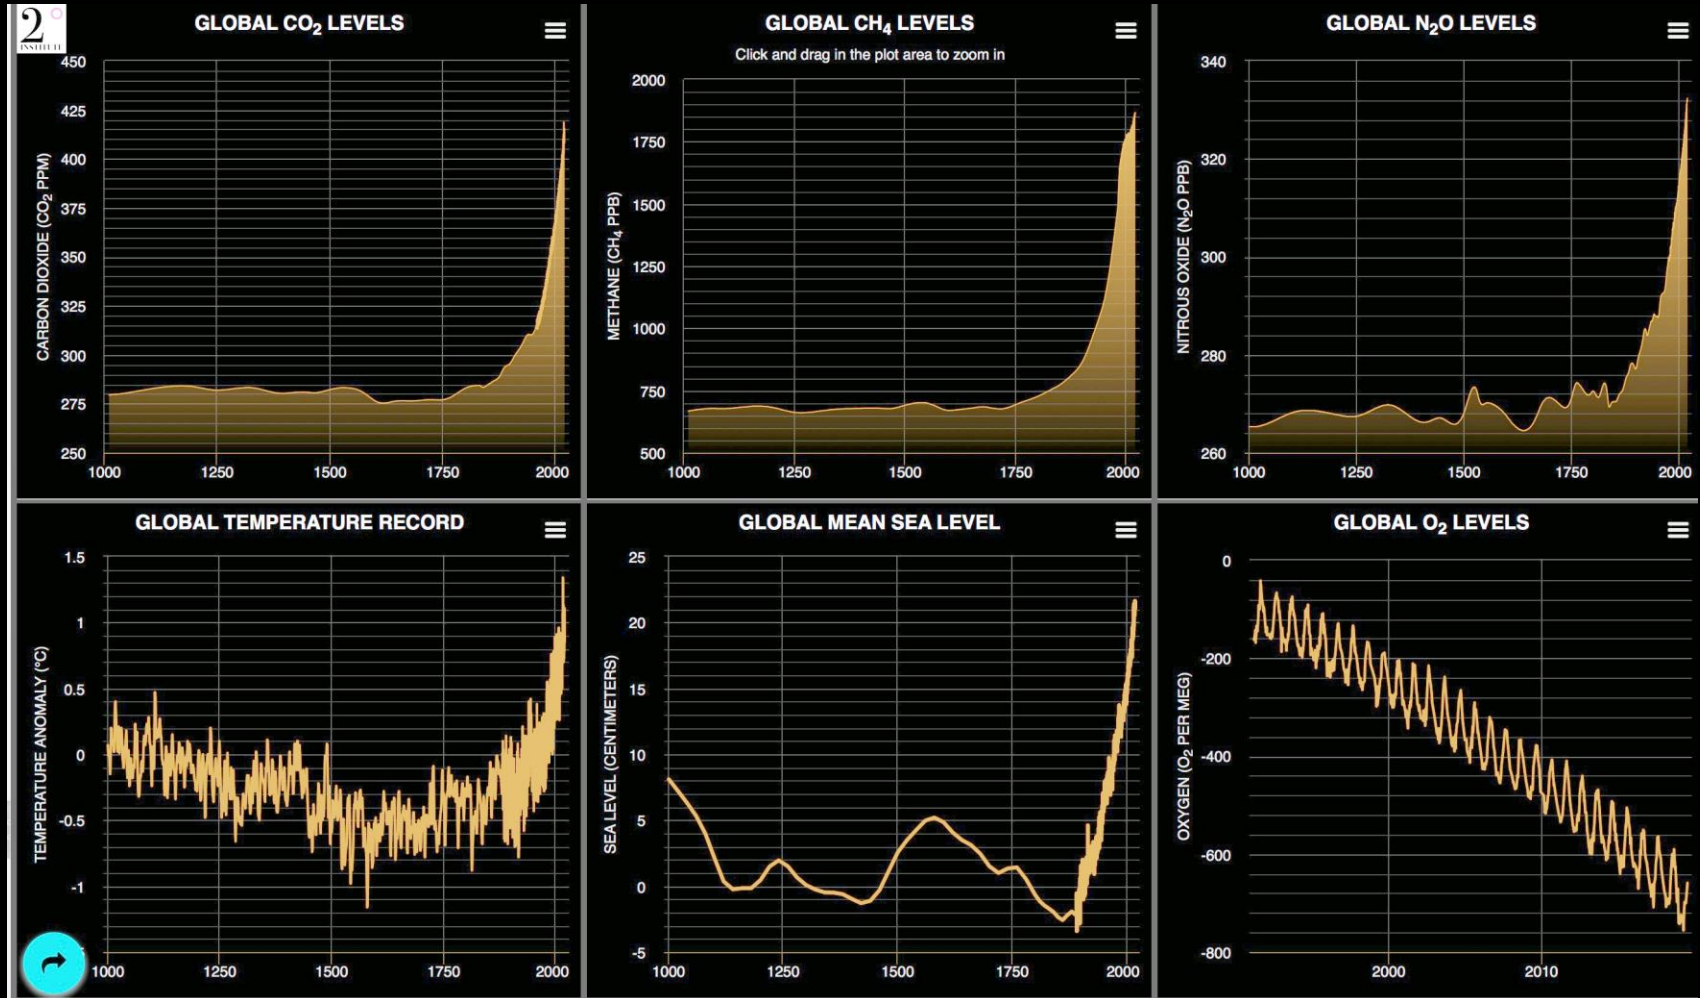 2°
INSTITUTE
GLOBAL CO₂ LEVELS
CARBON DIOXIDE (CO₂ PPM)
450
425
400
375
350
325
300
275
250
1000 1250 1500 1750 2000
GLOBAL CH₄ LEVELS
Click and drag in the plot area to zoom in
METHANE (CH₄ PPB)
2000
1750
1500
1250
1000
750
500
1000 1250 1500 1750 2000
GLOBAL N₂O LEVELS
NITROUS OXIDE (N₂O PPB)
340
320
300
280
260
1000 1250 1500 1750 2000
GLOBAL TEMPERATURE RECORD
TEMPERATURE ANOMALY (°C)
1.5
1
0.5
0
-0.5
-1
1000 1250 1500 1750 2000
GLOBAL MEAN SEA LEVEL
SEA LEVEL (CENTIMETERS)
25
20
15
10
5
0
-5
1000 1250 1500 1750 2000
GLOBAL O₂ LEVELS
OXYGEN (O₂ PER MEG)
0
-200
-400
-600
-800
2000 2010